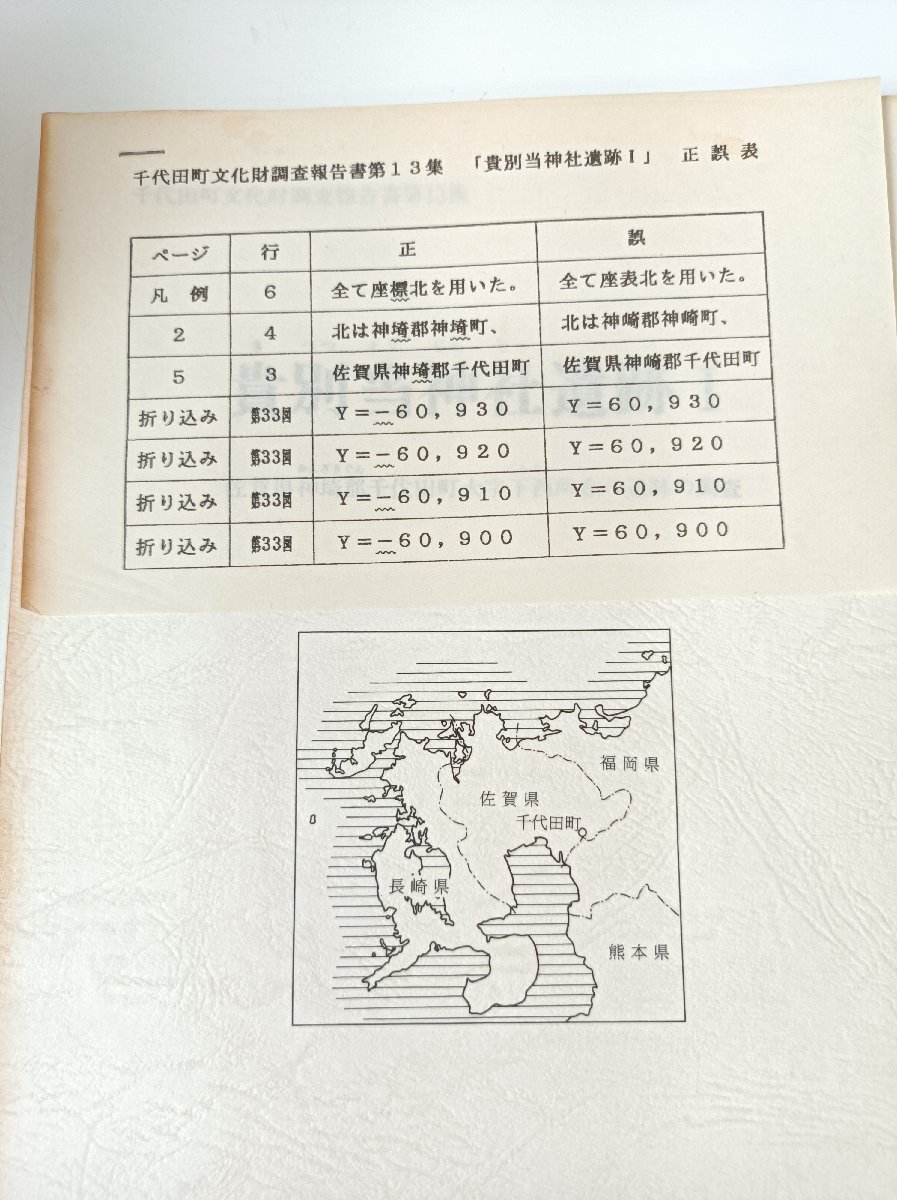 千代田町文化財調査報告書第13集 「貴別当神社遺跡Ⅰ」 正誤表
ページ 行 正 誤
凡例 6 全て座標北を用いた。 全て座表北を用いた。
2 4 北は神埼郡神埼町、 北は神崎郡神崎町、
5 3 佐賀県神埼郡千代田町 佐賀県神崎郡千代田町
折り込み 第33図 Y=-60,930 Y=60,930
折り込み 第33図 Y=-60,920 Y=60,920
折り込み 第33図 Y=-60,910 Y=60,910
折り込み 第33図 Y=-60,900 Y=60,900
福岡県
佐賀県
千代田町
長崎県
熊本県